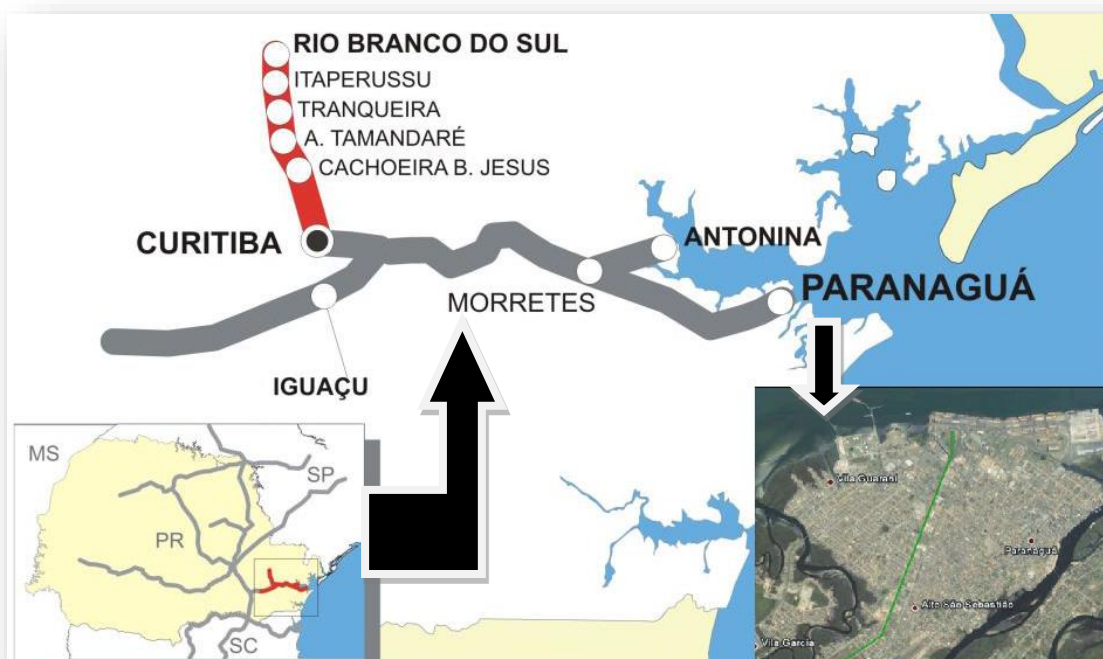 RIO BRANCO DO SUL
ITAPERUSSU
TRANQUEIRA
A. TAMANDARÉ
CACHOEIRA B. JESUS
CURITIBA
ANTONINA
MORRETES
PARANAGUÁ
IGUAÇU
MS
SP
PR
SC
Vila Guarani
Paranaguá
Alto São Sebastião
Vila Garcia